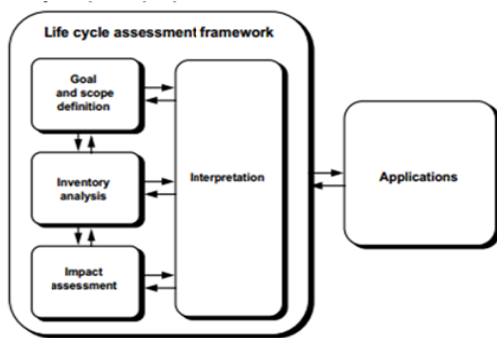 Life cycle assessment framework
Goal
and scope
definition
Inventory
analysis
Impact
assessment
Interpretation
Applications